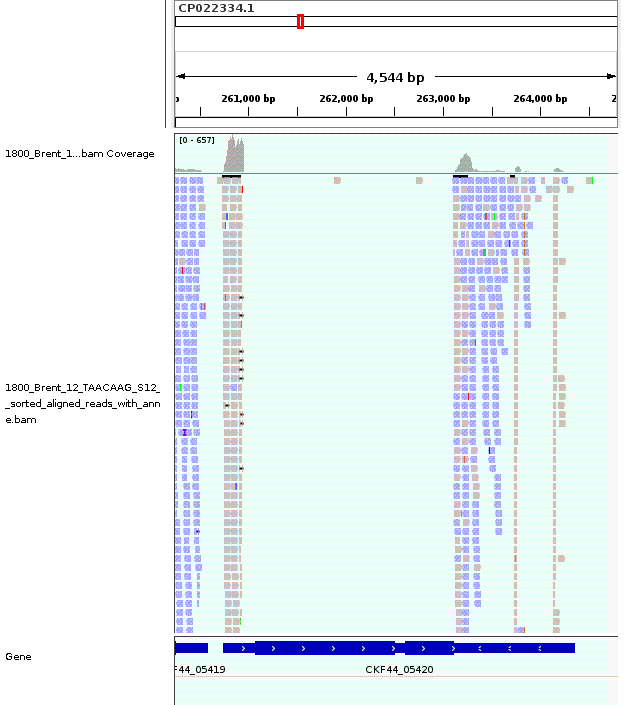 CP022334.1
4,544 bp
261,000 bp 262,000 bp 263,000 bp 264,000 bp 2
[0 - 657]
1800_Brent_1...bam Coverage
1800_Brent_12_TAACAAG_S12_
_sorted_aligned_reads_with_ann
e.bam
Gene
F44_05419 CKF44_05420